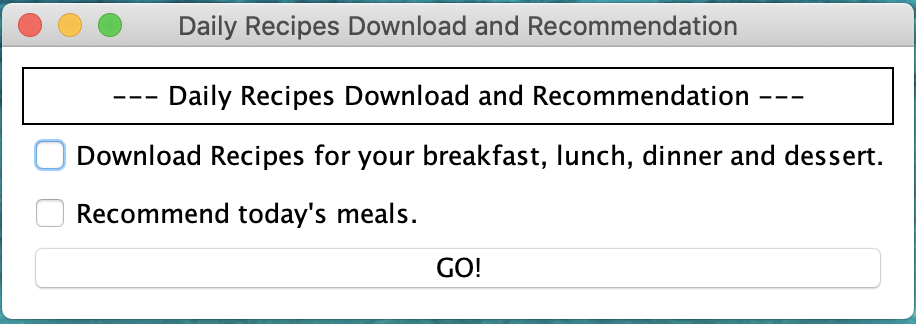 Daily Recipes Download and Recommendation
--- Daily Recipes Download and Recommendation ---
Download Recipes for your breakfast, lunch, dinner and dessert.
Recommend today's meals.
GO!